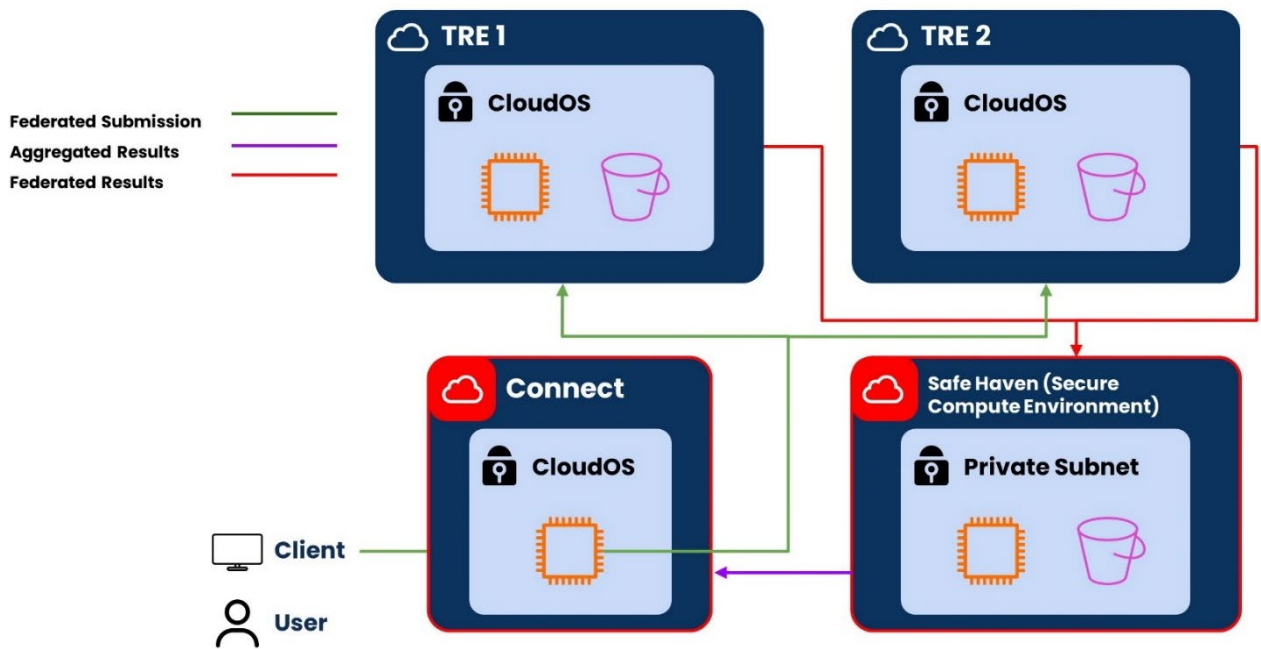 TRE 1
CloudOS
TRE 2
CloudOS
Federated Submission
Aggregated Results
Federated Results
Connect
CloudOS
Safe Haven (Secure
Compute Environment)
Private Subnet
Client
User